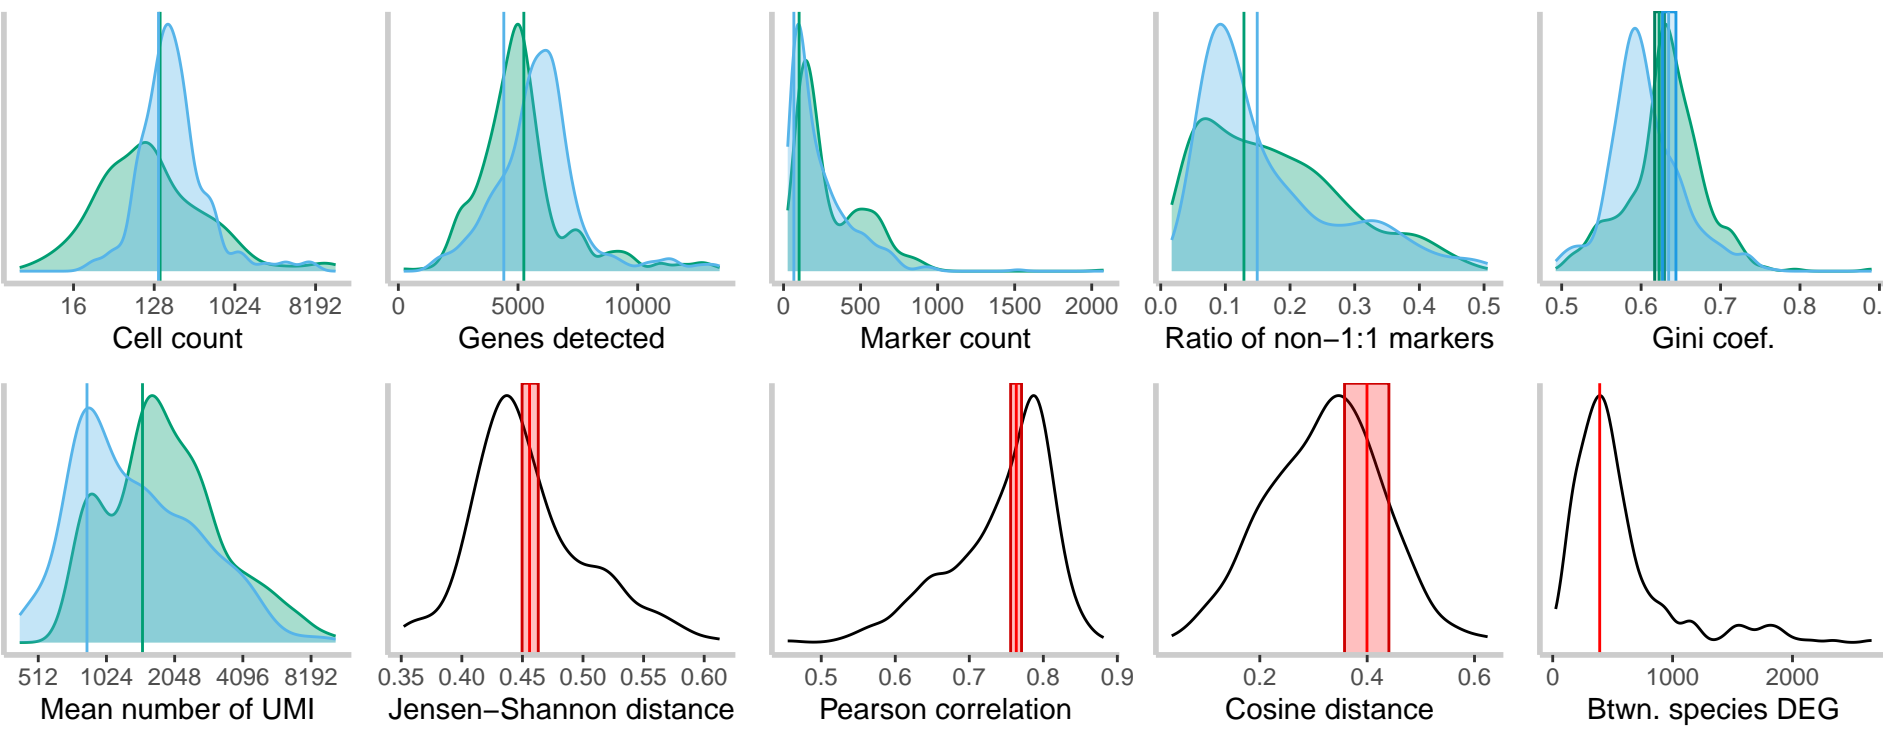 16 128 1024 8192
Cell count
0 5000 10000
Genes detected
0 500 1000 1500 2000
Marker count
0.0 0.1 0.2 0.3 0.4 0.5
Ratio of non−1:1 markers
0.5 0.6 0.7 0.8 0.
Gini coef.
512 1024 2048 4096 8192
Mean number of UMI
0.35 0.40 0.45 0.50 0.55 0.60
Jensen−Shannon distance
0.5 0.6 0.7 0.8 0.9
Pearson correlation
0.2 0.4 0.6
Cosine distance
0 1000 2000
Btwn. species DEG